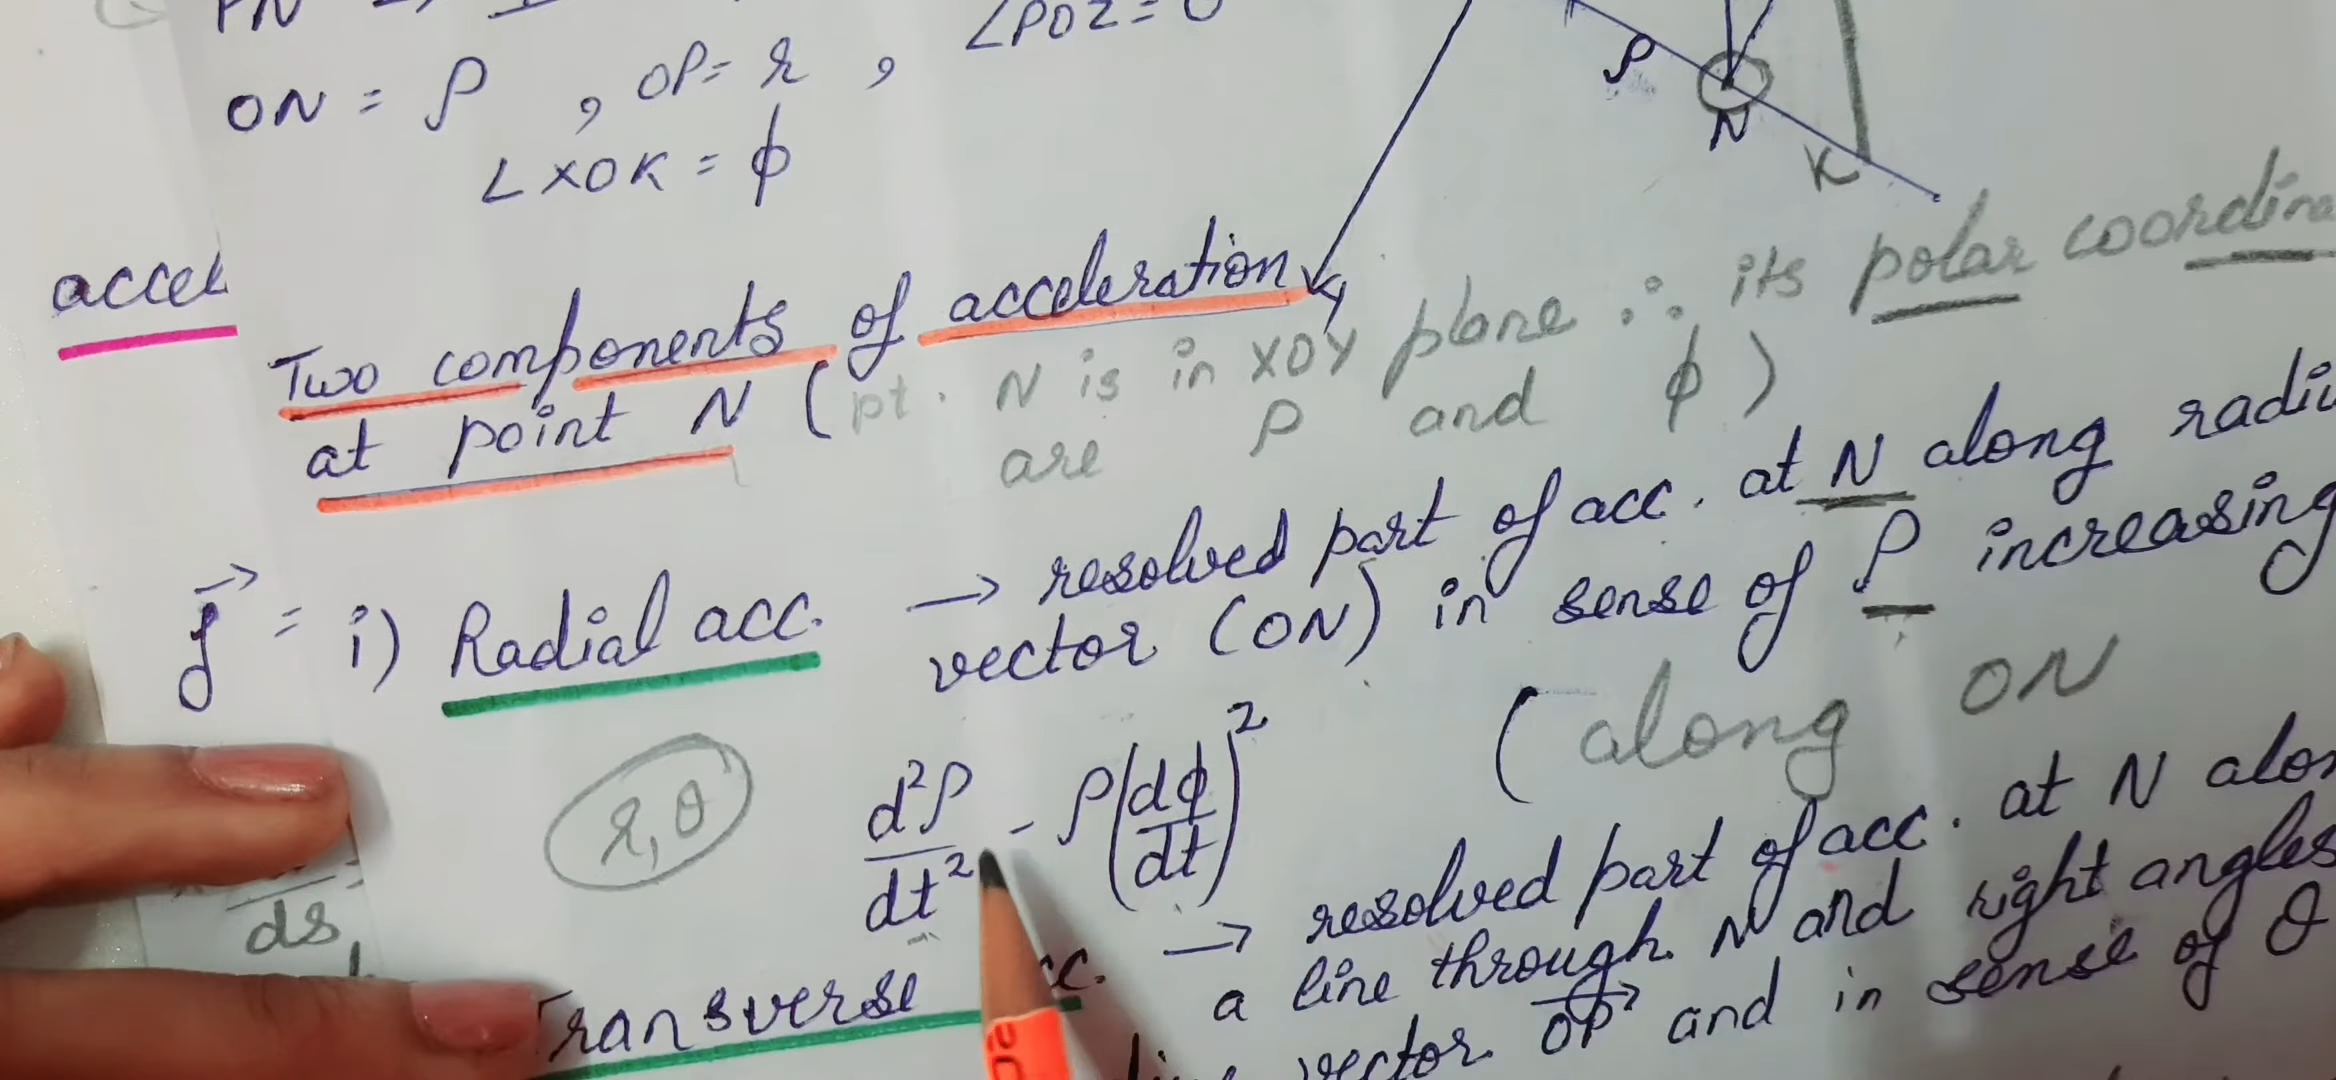 ON = ρ , OP = r , ∠POZ = θ
∠XOK = ϕ
ρ
N
K
accel
Two components of acceleration
at point N (pt. N is in XOY plane ∴ its polar coordina
are ρ and ϕ)
f⃗ = i) Radial acc. → resolved part of acc. at N along radiu
vector (ON) in sense of ρ increasing
(along ON
r, θ
d²ρ/dt² - ρ(dϕ/dt)²
ds
Transverse → resolved part of acc. at N alon
a line through N and right angles
vector OP⃗ and in sense of θ